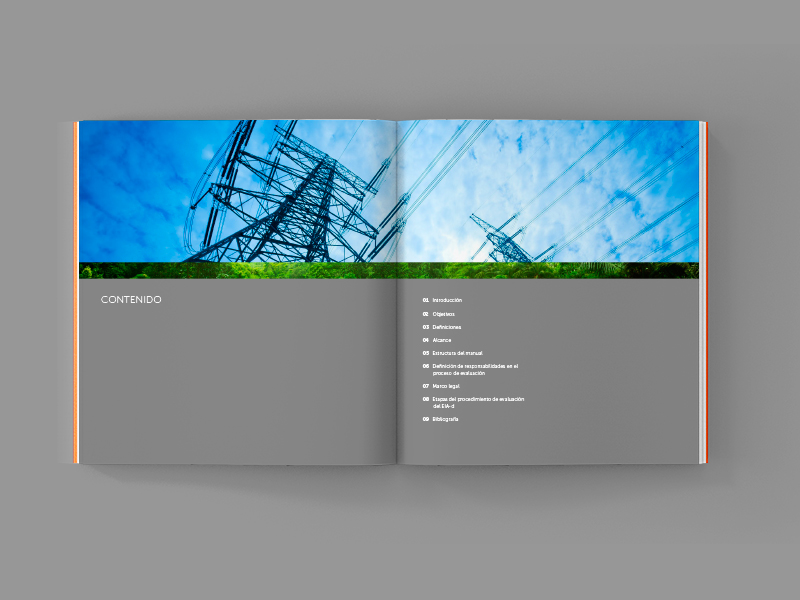 CONTENIDO
01 Introducción
02 Objetivos
03 Definiciones
04 Alcance
05 Estructura del manual
06 Definición de responsabilidades en el
proceso de evaluación
07 Marco legal
08 Etapas del procedimiento de evaluación
del EIA-d
09 Bibliografía